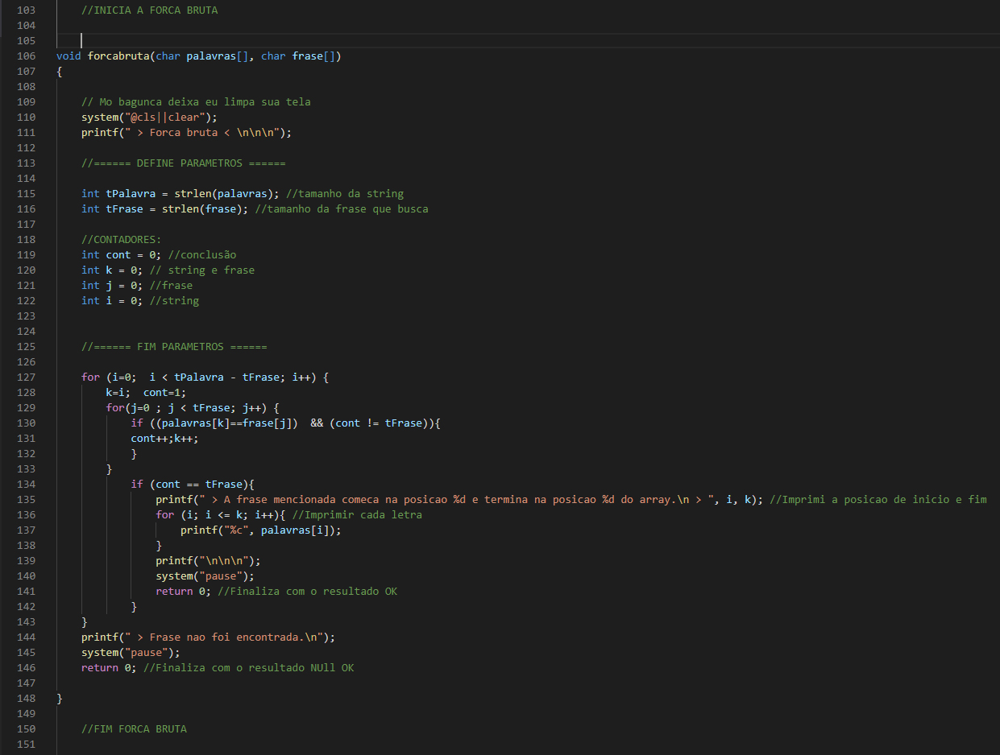 103 //INICIA A FORCA BRUTA
104
105
106 void forcabruta(char palavras[], char frase[])
107 {
108
109 // Mo bagunca deixa eu limpa sua tela
110 system("@cls||clear");
111 printf(" > Forca bruta < \n\n\n");
112
113 //====== DEFINE PARAMETROS ======
114
115 int tPalavra = strlen(palavras); //tamanho da string
116 int tFrase = strlen(frase); //tamanho da frase que busca
117
118 //CONTADORES:
119 int cont = 0; //conclusão
120 int k = 0; // string e frase
121 int j = 0; //frase
122 int i = 0; //string
123
124
125 //====== FIM PARAMETROS ======
126
127 for (i=0;  i < tPalavra - tFrase; i++) {
128 k=i;  cont=1;
129 for(j=0 ; j < tFrase; j++) {
130 if ((palavras[k]==frase[j])  && (cont != tFrase)){
131 cont++;k++;
132 }
133 }
134 if (cont == tFrase){
135 printf(" > A frase mencionada comeca na posicao %d e termina na posicao %d do array.\n > ", i, k); //Imprimi a posicao de inicio e fim
136 for (i; i <= k; i++){ //Imprimir cada letra
137 printf("%c", palavras[i]);
138 }
139 printf("\n\n\n");
140 system("pause");
141 return 0; //Finaliza com o resultado OK
142 }
143 }
144 printf(" > Frase nao foi encontrada.\n");
145 system("pause");
146 return 0; //Finaliza com o resultado NUll OK
147
148 }
149
150 //FIM FORCA BRUTA
151